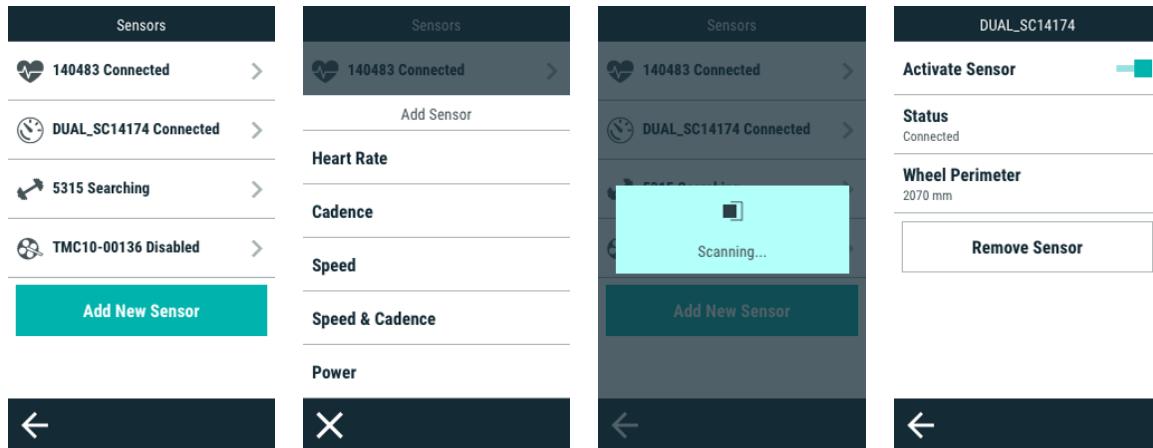 Sensors
140483 Connected
DUAL_SC14174 Connected
5315 Searching
TMC10-00136 Disabled
Add New Sensor
Sensors
140483 Connected
Add Sensor
Heart Rate
Cadence
Speed
Speed & Cadence
Power
Sensors
140483 Connected
DUAL_SC14174 Connected
Scanning...
Add New Sensor
DUAL_SC14174
Activate Sensor
Status
Connected
Wheel Perimeter
2070 mm
Remove Sensor